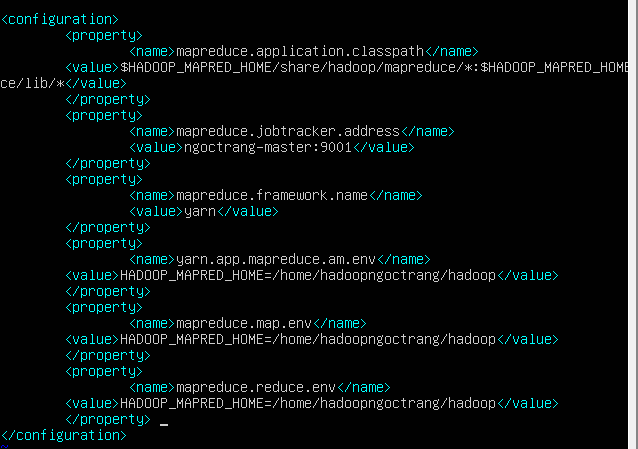 <configuration>
<property>
<name>mapreduce.application.classpath</name>
<value>$HADOOP_MAPRED_HOME/share/hadoop/mapreduce/*:$HADOOP_MAPRED_HOME
ce/lib/*</value>
</property>
<property>
<name>mapreduce.jobtracker.address</name>
<value>ngoctrang-master:9001</value>
</property>
<property>
<name>mapreduce.framework.name</name>
<value>yarn</value>
</property>
<property>
<name>yarn.app.mapreduce.am.env</name>
<value>HADOOP_MAPRED_HOME=/home/hadoopngoctrang/hadoop</value>
</property>
<property>
<name>mapreduce.map.env</name>
<value>HADOOP_MAPRED_HOME=/home/hadoopngoctrang/hadoop</value>
</property>
<property>
<name>mapreduce.reduce.env</name>
<value>HADOOP_MAPRED_HOME=/home/hadoopngoctrang/hadoop</value>
</property> _
</configuration>
~